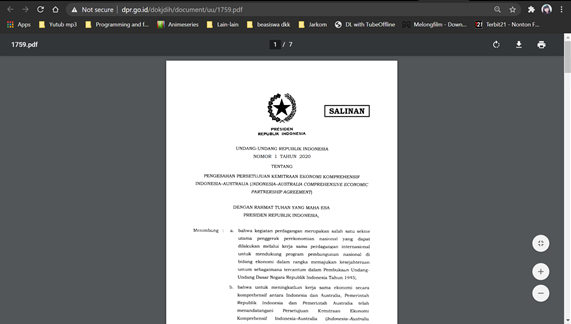 Not secure | dpr.go.id/dokjdih/document/uu/1759.pdf
Apps Yutub mp3 Programming and f... Animeseries Lain-lain beasiswa dkk Jarkom DL with TubeOffline Melongfilm - Down... Terbit21 - Nonton F...
1759.pdf 1 / 7
PRESIDEN
REPUBLIK INDONESIA
SALINAN
UNDANG-UNDANG REPUBLIK INDONESIA
NOMOR 1 TAHUN 2020
TENTANG
PENGESAHAN PERSETUJUAN KEMITRAAN EKONOMI KOMPREHENSIF
INDONESIA-AUSTRALIA (INDONESIA-AUSTRALIA COMPREHENSIVE ECONOMIC
PARTNERSHIP AGREEMENT)
DENGAN RAHMAT TUHAN YANG MAHA ESA
PRESIDEN REPUBLIK INDONESIA,
Menimbang : a. bahwa kegiatan perdagangan merupakan salah satu sektor
utama penggerak perekonomian nasional yang dapat
dilakukan melalui kerja sama perdagangan internasional
untuk mendukung program pembangunan nasional di
bidang ekonomi dalam rangka memajukan kesejahteraan
umum sebagaimana tercantum dalam Pembukaan Undang-
Undang Dasar Negara Republik Indonesia Tahun 1945;
b. bahwa untuk meningkatkan kerja sama ekonomi secara
komprehensif antara Indonesia dan Australia, Pemerintah
Republik Indonesia dan Pemerintah Australia telah
menandatangani Persetujuan Kemitraan Ekonomi
Komprehensif Indonesia-Australia (Indonesia-Australia